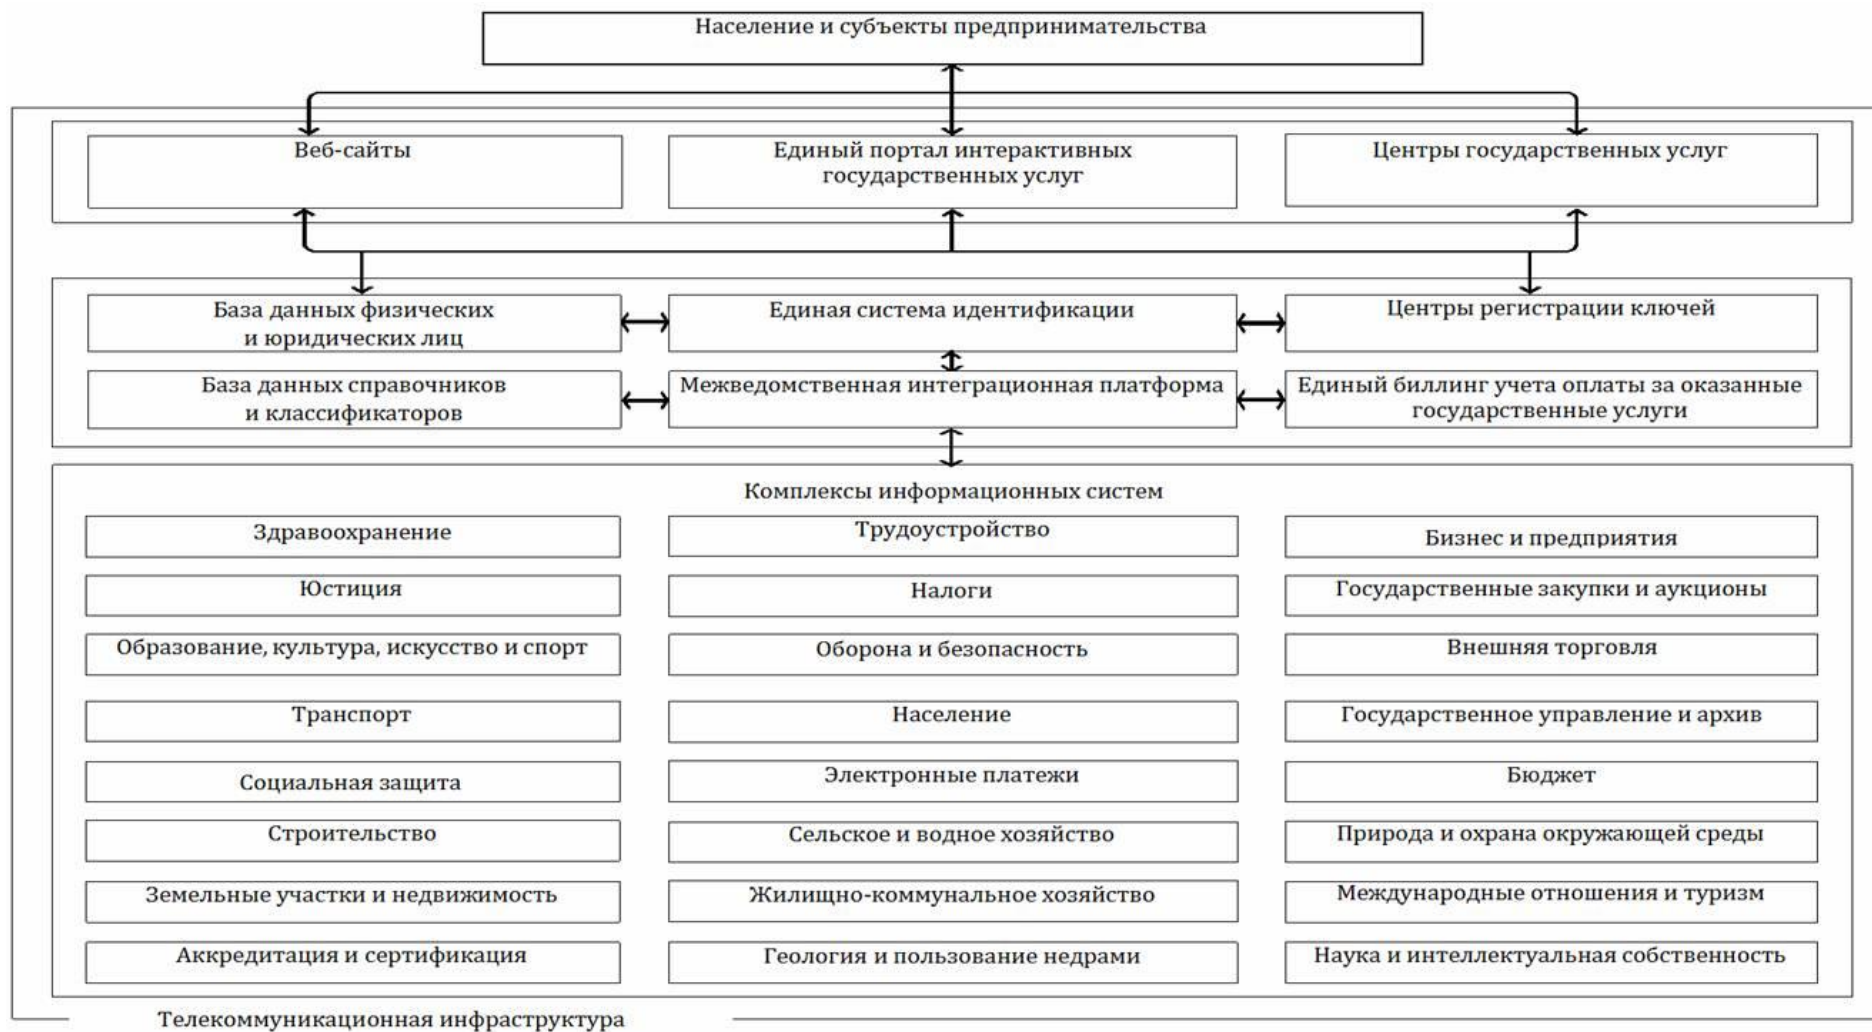 Население и субъекты предпринимательства
Веб-сайты
Единый портал интерактивных
государственных услуг
Центры государственных услуг
База данных физических
и юридических лиц
Единая система идентификации
Центры регистрации ключей
База данных справочников
и классификаторов
Межведомственная интеграционная платформа
Единый биллинг учета оплаты за оказанные
государственные услуги
Комплексы информационных систем
Здравоохранение
Трудоустройство
Бизнес и предприятия
Юстиция
Налоги
Государственные закупки и аукционы
Образование, культура, искусство и спорт
Оборона и безопасность
Внешняя торговля
Транспорт
Население
Государственное управление и архив
Социальная защита
Электронные платежи
Бюджет
Строительство
Сельское и водное хозяйство
Природа и охрана окружающей среды
Земельные участки и недвижимость
Жилищно-коммунальное хозяйство
Международные отношения и туризм
Аккредитация и сертификация
Геология и пользование недрами
Наука и интеллектуальная собственность
Телекоммуникационная инфраструктура